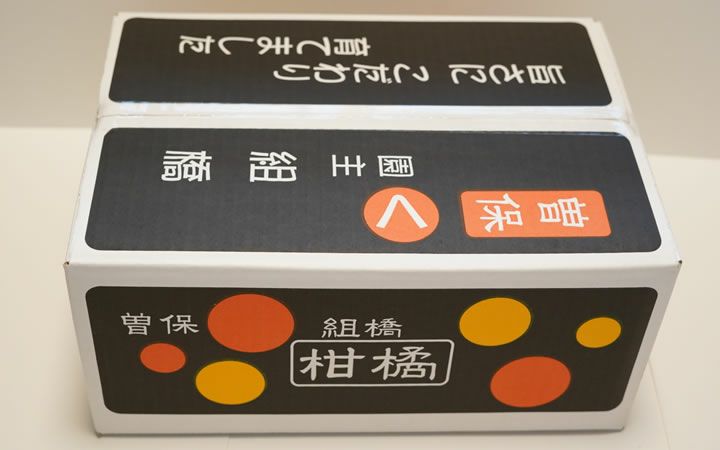 旨さに こだわり
育てました
曽保
園主 組橋
曽保
組橋
柑橘